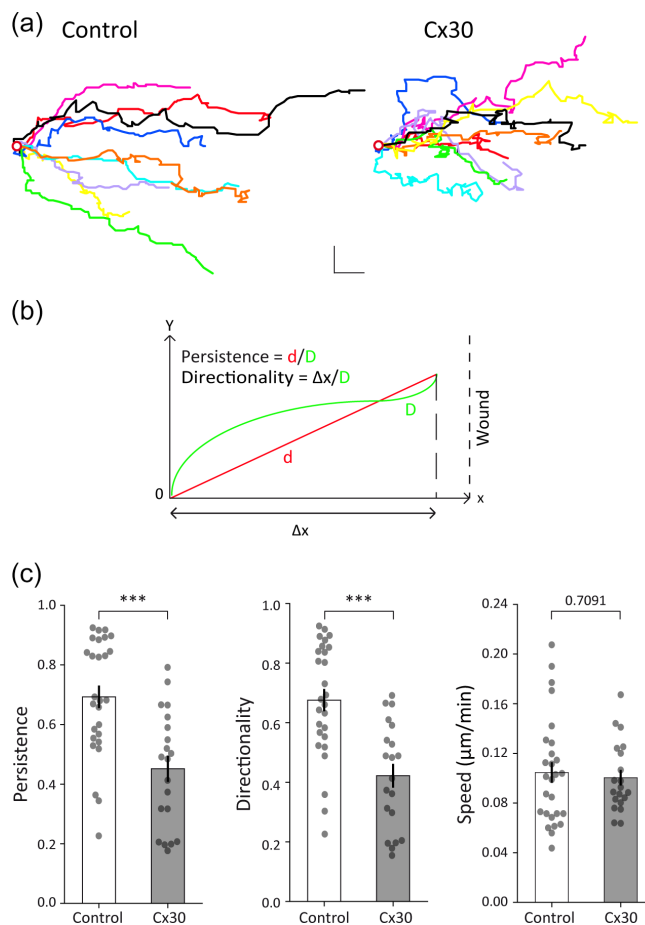 (a)
Control
Cx30
(b)
Y
Persistence = d/D
Directionality = Δx/D
D
d
Wound
0
x
Δx
(c)
***
1.0
0.8
0.6
0.4
0.2
0.0
Persistence
Control
Cx30
***
1.0
0.8
0.6
0.4
0.2
0.0
Directionality
Control
Cx30
0.7091
0.24
0.20
0.16
0.12
0.08
0.04
0.00
Speed (μm/min)
Control
Cx30